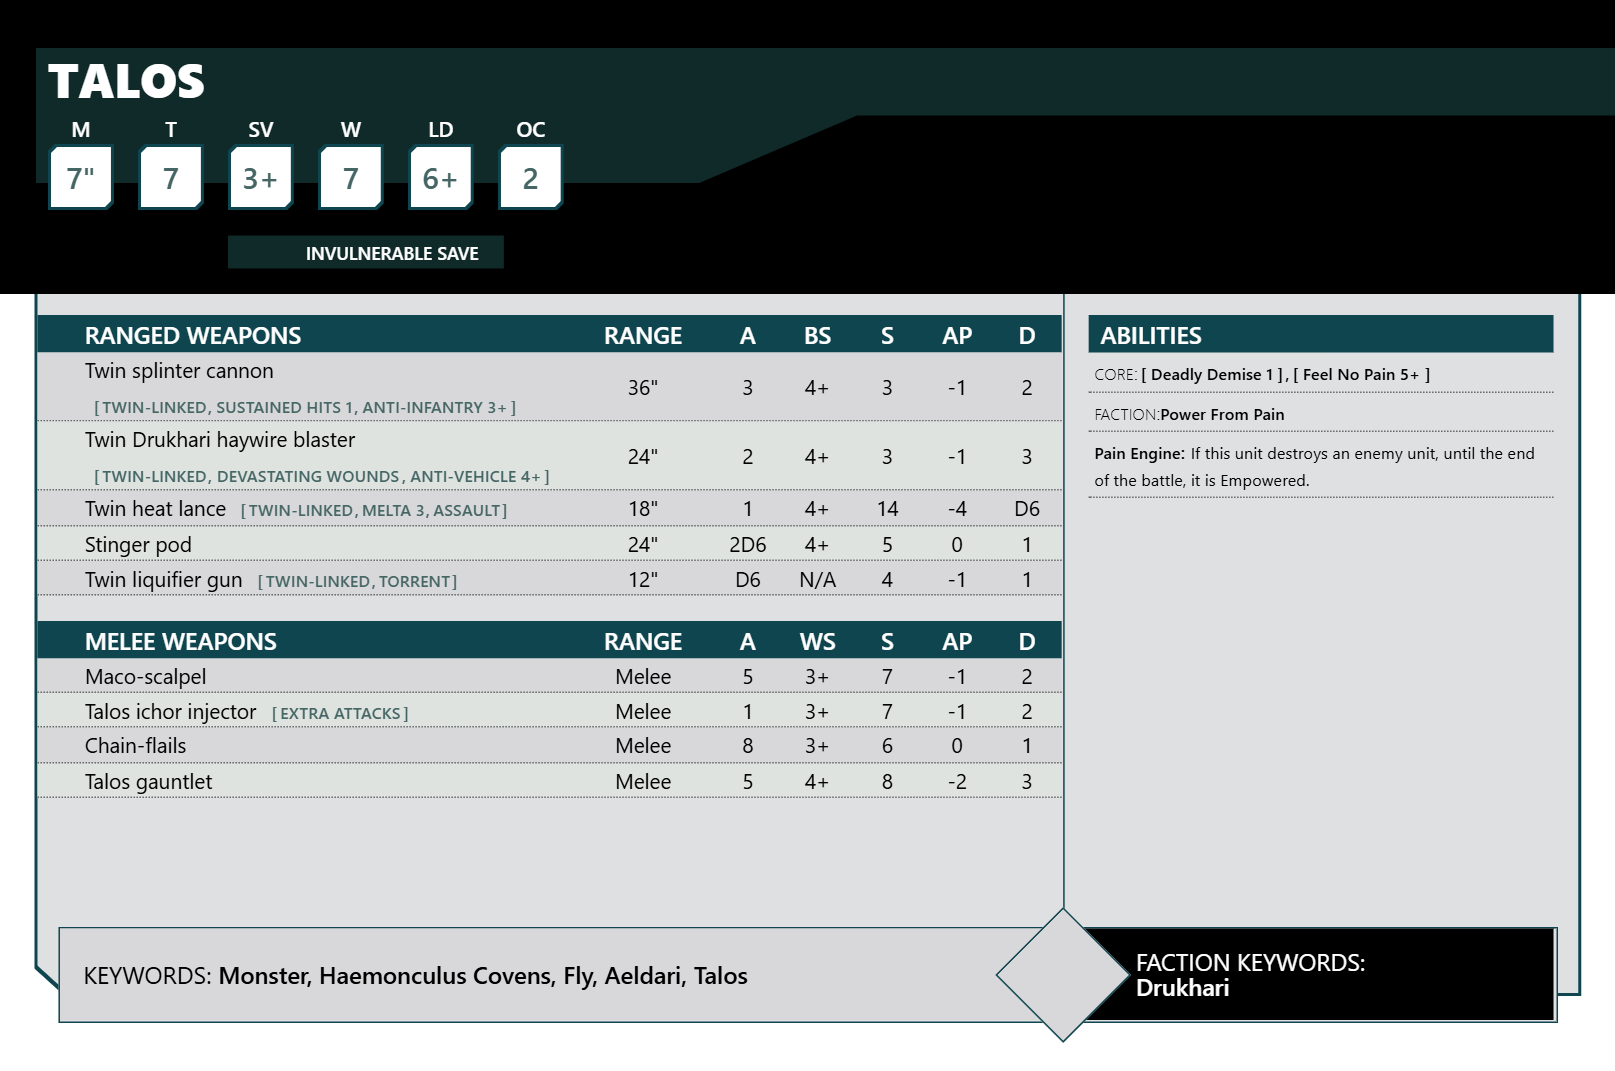 TALOS
M T SV W LD OC
7" 7 3+ 7 6+ 2
INVULNERABLE SAVE
RANGED WEAPONS RANGE A BS S AP D
Twin splinter cannon
36" 3 4+ 3 -1 2
[TWIN-LINKED, SUSTAINED HITS 1, ANTI-INFANTRY 3+]
Twin Drukhari haywire blaster
24" 2 4+ 3 -1 3
[TWIN-LINKED, DEVASTATING WOUNDS, ANTI-VEHICLE 4+]
Twin heat lance [TWIN-LINKED, MELTA 3, ASSAULT] 18" 1 4+ 14 -4 D6
Stinger pod 24" 2D6 4+ 5 0 1
Twin liquifier gun [TWIN-LINKED, TORRENT] 12" D6 N/A 4 -1 1
MELEE WEAPONS RANGE A WS S AP D
Maco-scalpel Melee 5 3+ 7 -1 2
Talos ichor injector [EXTRA ATTACKS] Melee 1 3+ 7 -1 2
Chain-flails Melee 8 3+ 6 0 1
Talos gauntlet Melee 5 4+ 8 -2 3
ABILITIES
CORE: [ Deadly Demise 1 ] , [ Feel No Pain 5+ ]
FACTION:Power From Pain
Pain Engine: If this unit destroys an enemy unit, until the end
of the battle, it is Empowered.
KEYWORDS: Monster, Haemonculus Covens, Fly, Aeldari, Talos
FACTION KEYWORDS:
Drukhari